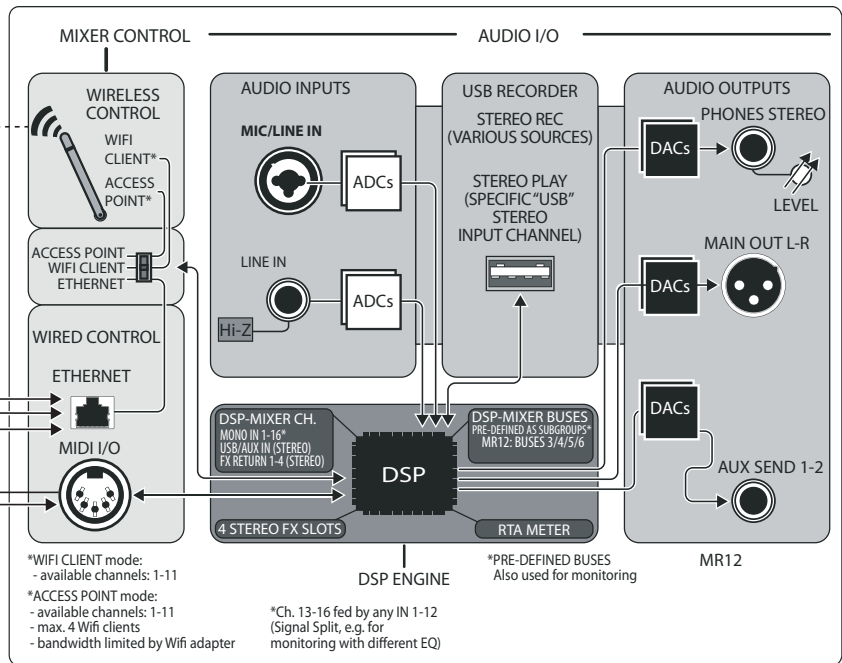 MIXER CONTROL
AUDIO I/O
WIRELESS
CONTROL
WIFI
CLIENT*
ACCESS
POINT*
ACCESS POINT
WIFI CLIENT
ETHERNET
WIRED CONTROL
ETHERNET
MIDI I/O
AUDIO INPUTS
MIC/LINE IN
ADCs
LINE IN
ADCs
Hi-Z
USB RECORDER
STEREO REC
(VARIOUS SOURCES)
STEREO PLAY
(SPECIFIC “USB”
STEREO
INPUT CHANNEL)
AUDIO OUTPUTS
PHONES STEREO
DACs
LEVEL
MAIN OUT L-R
DACs
DACs
AUX SEND 1-2
DSP-MIXER CH.
MONO IN 1-16*
USB/AUX IN (STEREO)
FX RETURN 1-4 (STEREO)
DSP-MIXER BUSES
PRE-DEFINED AS SUBGROUPS*
MR12: BUSES 3/4/5/6
DSP
4 STEREO FX SLOTS
RTA METER
*WIFI CLIENT mode:
- available channels: 1-11
*ACCESS POINT mode:
- available channels: 1-11
- max. 4 Wifi clients
- bandwidth limited by Wifi adapter
DSP ENGINE
*Ch. 13-16 fed by any IN 1-12
(Signal Split, e.g. for
monitoring with different EQ)
*PRE-DEFINED BUSES
Also used for monitoring
MR12